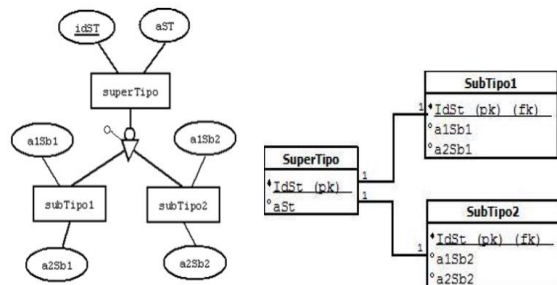 idST
aST
superTipo
a1Sb1
a1Sb2
subTipo1
subTipo2
a2Sb1
a2Sb2
SuperTipo
IdSt (pk)
aSt
1
1
1
SubTipo1
IdSt (pk) (fk)
a1Sb1
a2Sb1
1
SubTipo2
IdSt (pk) (fk)
a1Sb2
a2Sb2